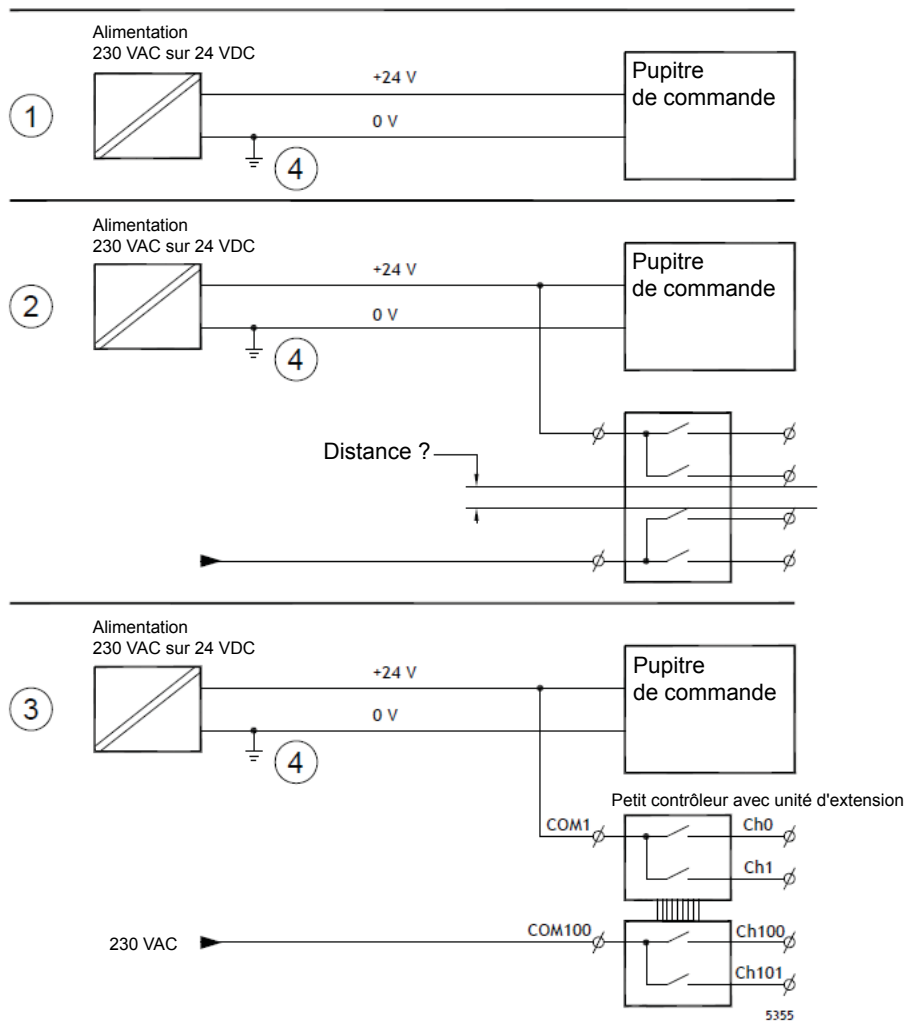 Alimentation
230 VAC sur 24 VDC
1
+24 V
0 V
4
Pupitre
de commande
Alimentation
230 VAC sur 24 VDC
2
+24 V
0 V
4
Pupitre
de commande
Distance ?
Alimentation
230 VAC sur 24 VDC
3
+24 V
0 V
4
Pupitre
de commande
Petit contrôleur avec unité d'extension
COM1
Ch0
Ch1
230 VAC
COM100
Ch100
Ch101
5355